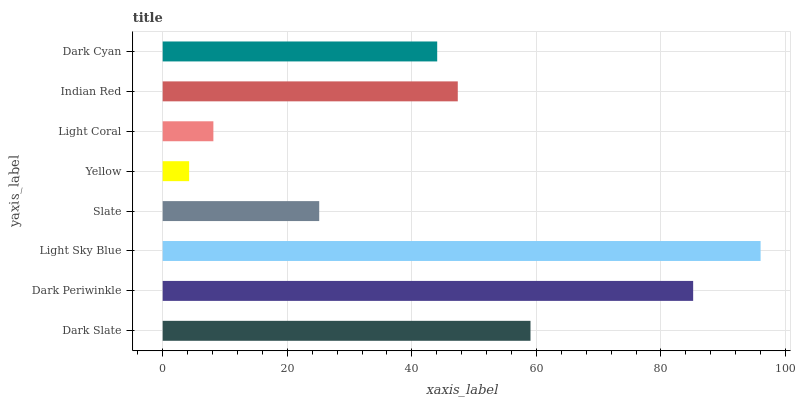 title
Dark Cyan
Indian Red
Light Coral
Yellow
Slate
Light Sky Blue
Dark Periwinkle
Dark Slate
yaxis_label
0 20 40 60 80 100
xaxis_label